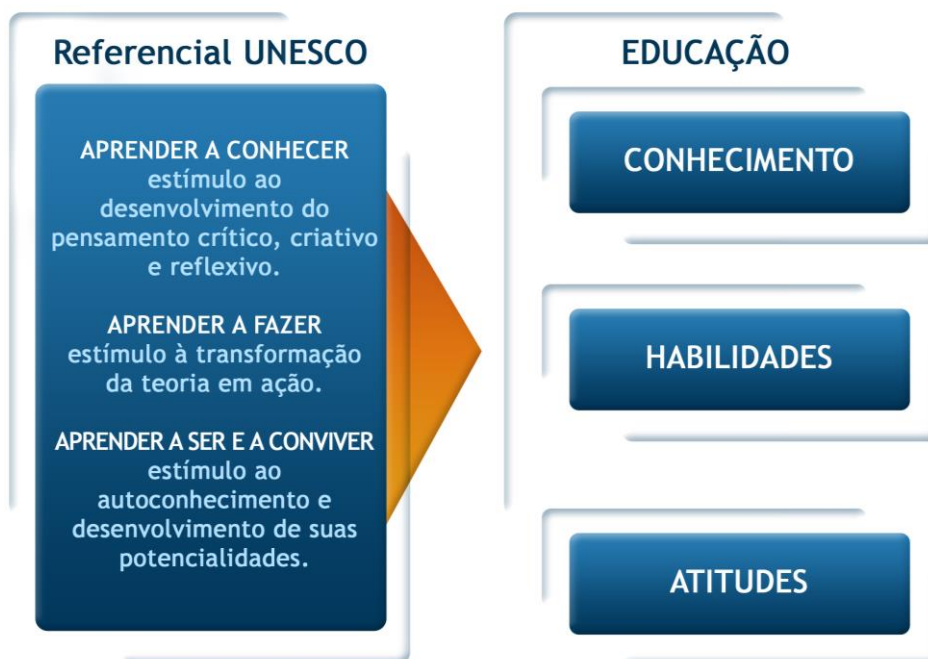 Referencial UNESCO
APRENDER A CONHECER
estímulo ao
desenvolvimento do
pensamento crítico, criativo
e reflexivo.
APRENDER A FAZER
estímulo à transformação
da teoria em ação.
APRENDER A SER E A CONVIVER
estímulo ao
autoconhecimento e
desenvolvimento de suas
potencialidades.
EDUCAÇÃO
CONHECIMENTO
HABILIDADES
ATITUDES